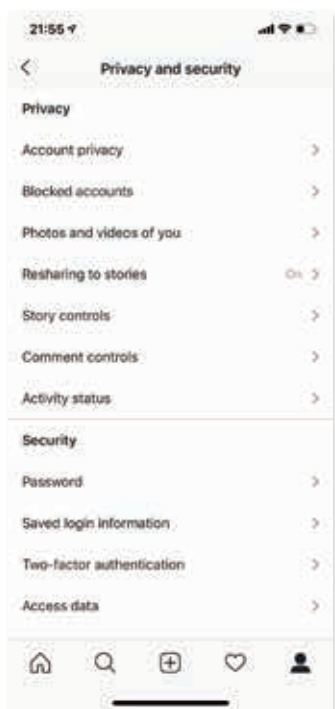 21:55
Privacy and security
Privacy
Account privacy
Blocked accounts
Photos and videos of you
Resharing to stories On
Story controls
Comment controls
Activity status
Security
Password
Saved login information
Two-factor authentication
Access data